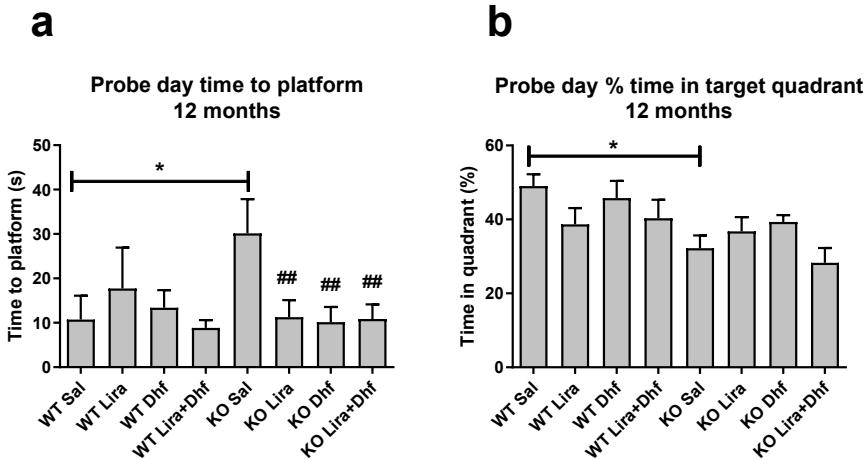 a
Probe day time to platform
12 months
Time to platform (s)
50
40
30
20
10
0
*
##
##
##
WT Sal
WT Lira
WT Dhf
WT Lira+Dhf
KO Sal
KO Lira
KO Dhf
KO Lira+Dhf
b
Probe day % time in target quadrant
12 months
Time in quadrant (%)
60
40
20
0
*
WT Sal
WT Lira
WT Dhf
WT Lira+Dhf
KO Sal
KO Lira
KO Dhf
KO Lira+Dhf